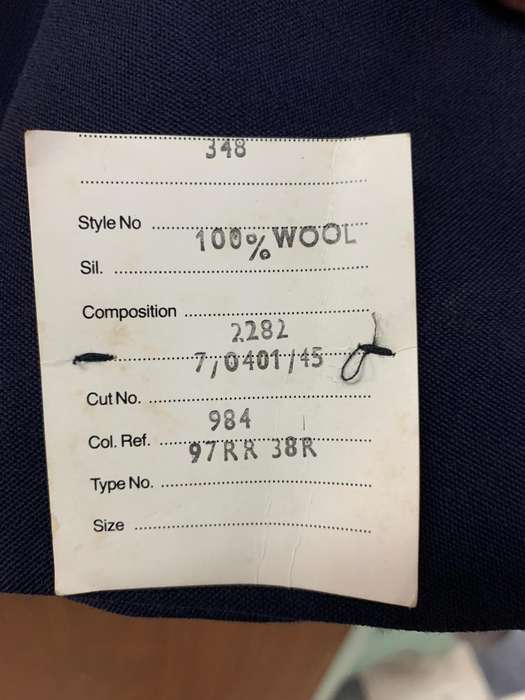 348
Style No
100% WOOL
Sil.
Composition
2282
7,0401/45
Cut No.
984
Col. Ref.
97RR 38R
Type No.
Size